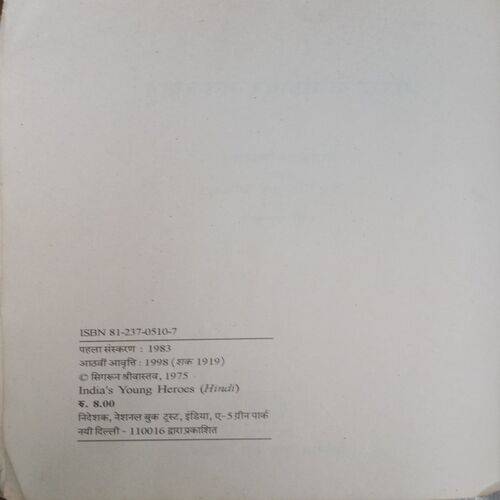 ISBN 81-237-0510-7
पहला संस्करण : 1983
आठवीं आवृत्ति : 1998 (शक 1919)
© सिगरून श्रीवास्तव, 1975
India's Young Heroes (Hindi)
रु. 8.00
निदेशक, नेशनल बुक ट्रस्ट, इंडिया, ए- 5 ग्रीन पार्क
नयी दिल्ली - 110016 द्वारा प्रकाशित